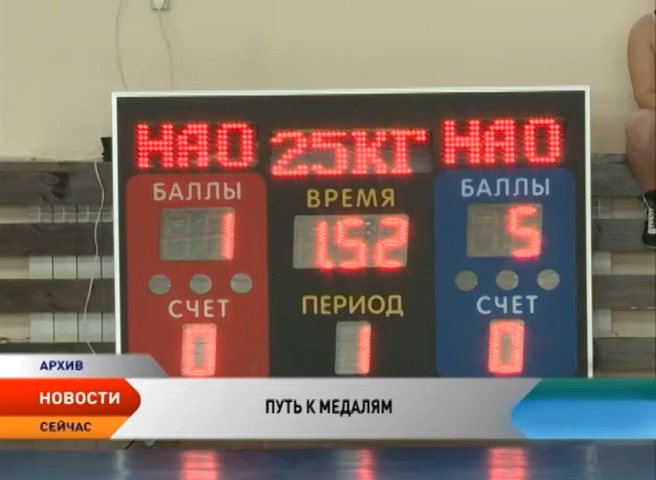 НАО 25КГ НАО
БАЛЛЫ ВРЕМЯ БАЛЛЫ
1 1.52 5
СЧЕТ ПЕРИОД СЧЕТ
0 1 0
АРХИВ
НОВОСТИ
СЕЙЧАС
ПУТЬ К МЕДАЛЯМ